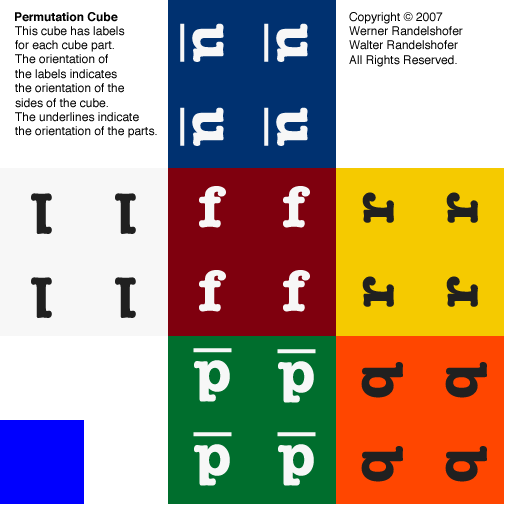 Permutation Cube
This cube has labels
for each cube part.
The orientation of
the labels indicates
the orientation of the
sides of the cube.
The underlines indicate
the orientation of the parts.
Copyright © 2007
Werner Randelshofer
Walter Randelshofer
All Rights Reserved.
u u
u u
l l f f r r
l l f f r r
d d b b
d d b b